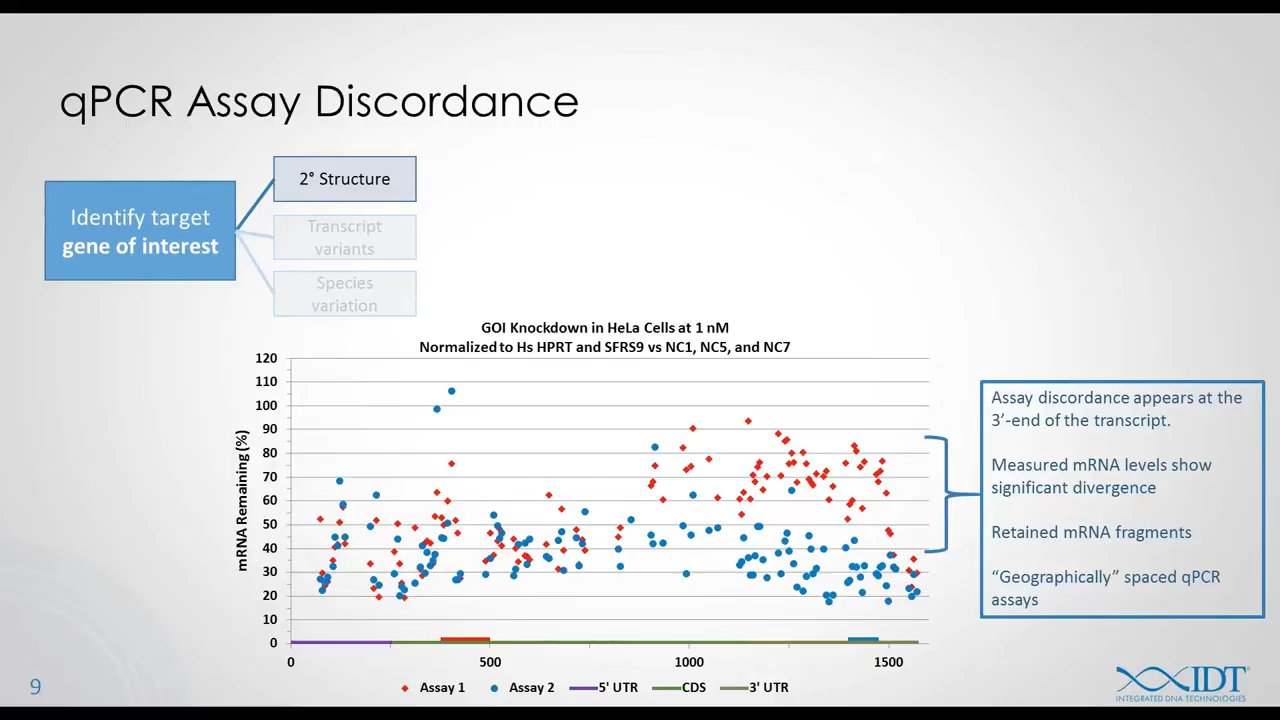 qPCR Assay Discordance
Identify target
gene of interest
2° Structure
Transcript
variants
Species
variation
GOI Knockdown in HeLa Cells at 1 nM
Normalized to Hs HPRT and SFRS9 vs NC1, NC5, and NC7
mRNA Remaining (%)
120
110
100
90
80
70
60
50
40
30
20
10
0
0 500 1000 1500
Assay 1 Assay 2 5' UTR CDS 3' UTR
Assay discordance appears at the
3’-end of the transcript.
Measured mRNA levels show
significant divergence
Retained mRNA fragments
“Geographically” spaced qPCR
assays
9
IDT
INTEGRATED DNA TECHNOLOGIES